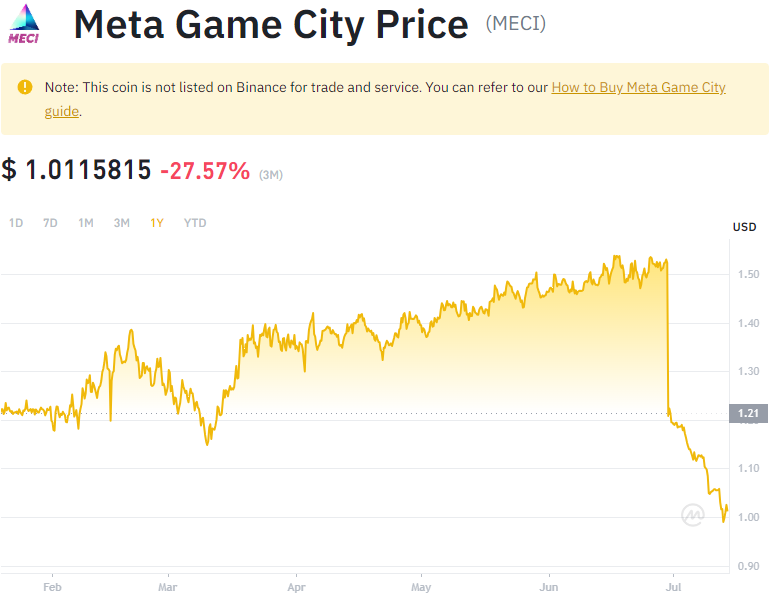 MECI
Meta Game City Price (MECI)
Note: This coin is not listed on Binance for trade and service. You can refer to our How to Buy Meta Game City
guide.
$ 1.0115815 -27.57% (3M)
1D 7D 1M 3M 1Y YTD
USD
1.50
1.40
1.30
1.21
1.10
1.00
0.90
Feb Mar Apr May Jun Jul